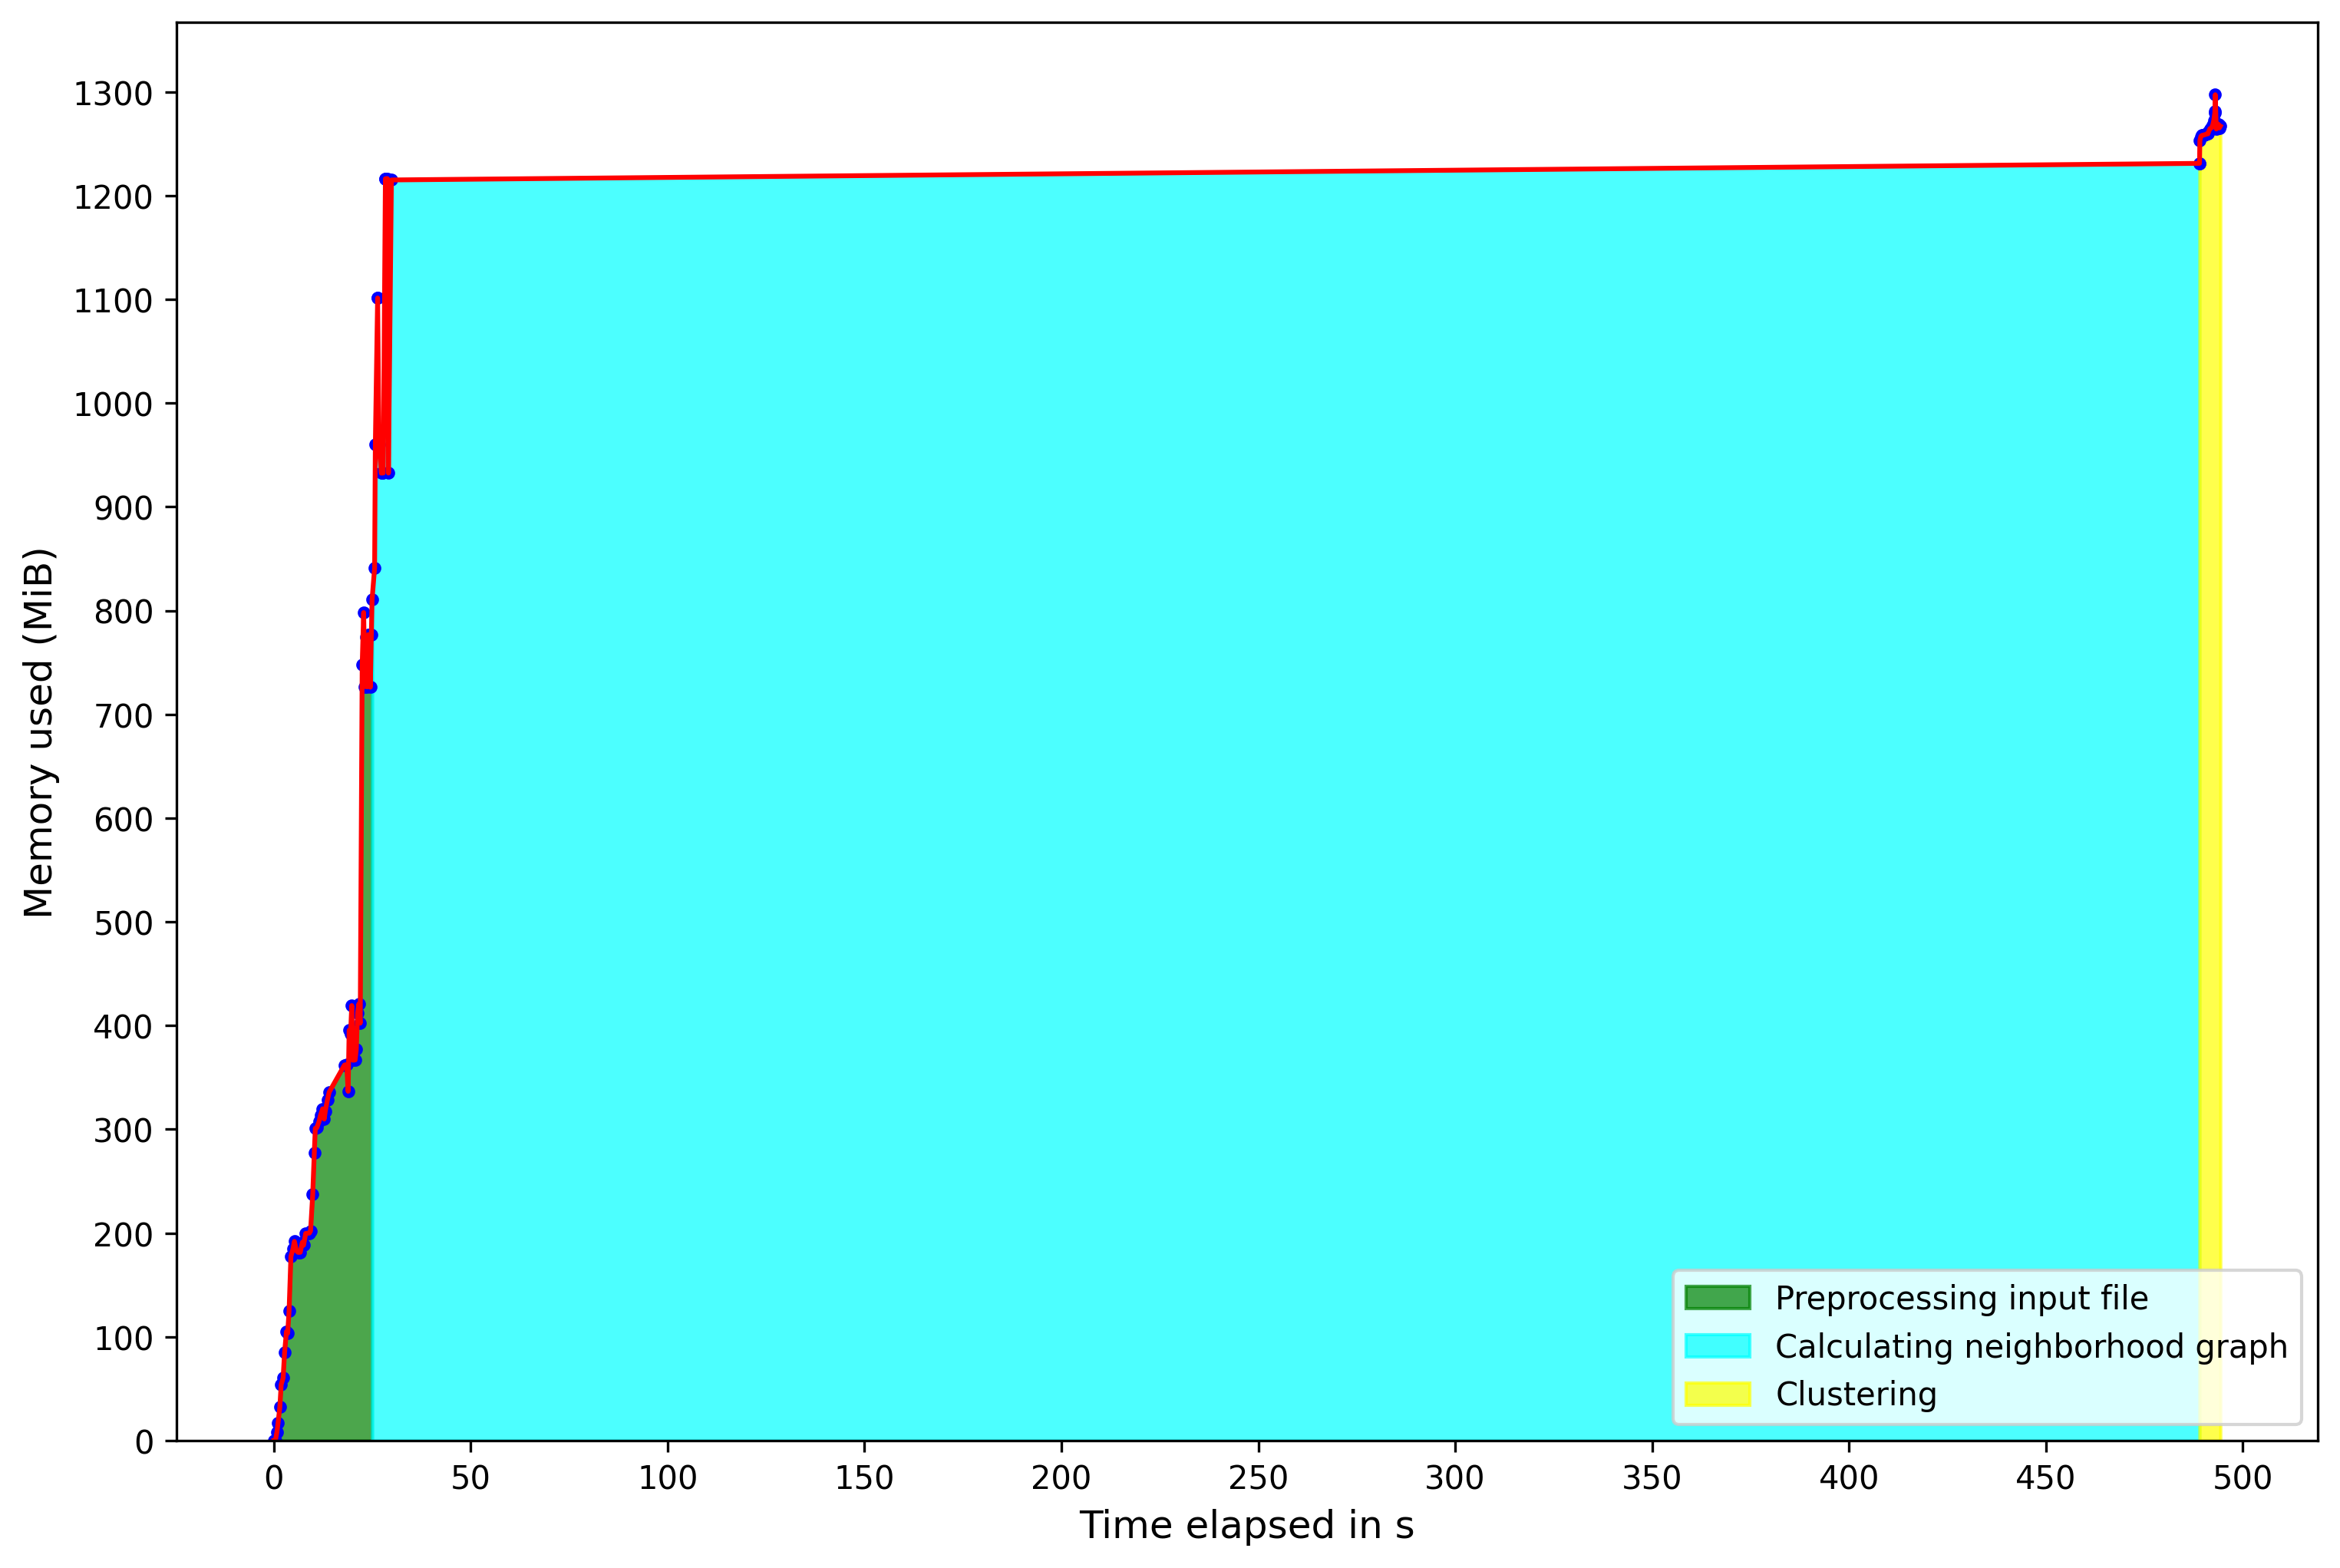 1300
1200
1100
1000
900
800
700
600
500
400
300
200
100
0
Memory used (MiB)
Preprocessing input file
Calculating neighborhood graph
Clustering
0 50 100 150 200 250 300 350 400 450 500
Time elapsed in s